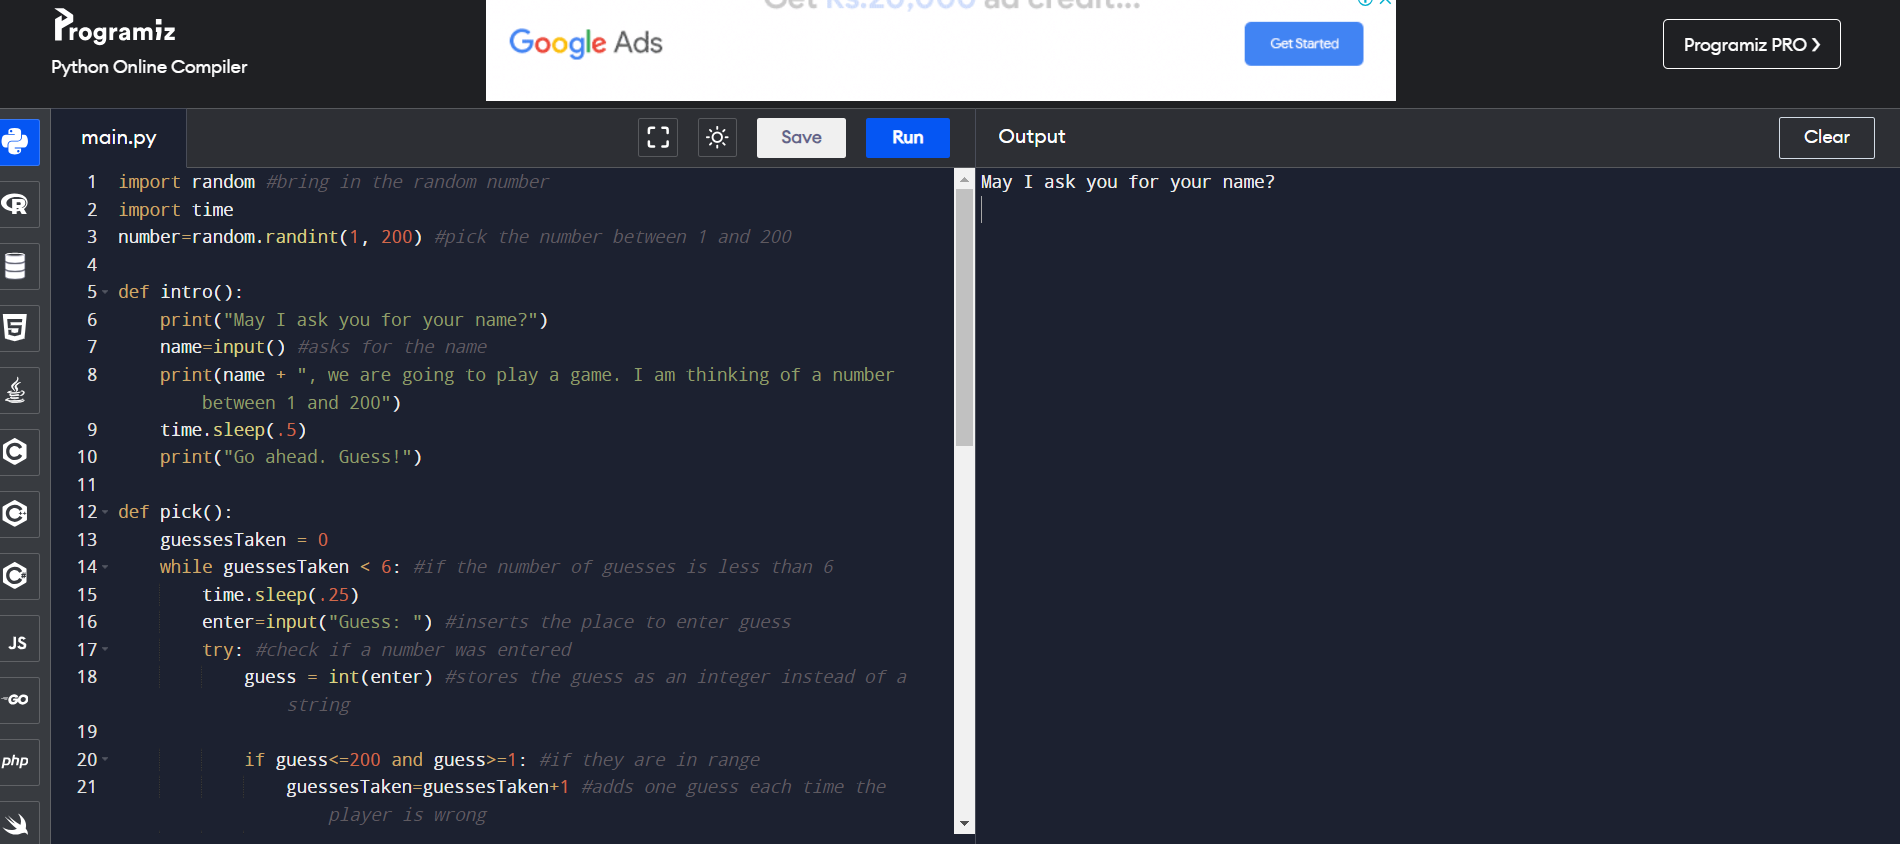 Get Rs.20,000 ad credit...
Programiz
Python Online Compiler
Google Ads
Get Started
Programiz PRO ❯
main.py
Save
Run
Output
Clear
1 import random #bring in the random number
2 import time
3 number=random.randint(1, 200) #pick the number between 1 and 200
4
5 def intro():
6 print("May I ask you for your name?")
7 name=input() #asks for the name
8 print(name + ", we are going to play a game. I am thinking of a number
between 1 and 200")
9 time.sleep(.5)
10 print("Go ahead. Guess!")
11
12 def pick():
13 guessesTaken = 0
14 while guessesTaken < 6: #if the number of guesses is less than 6
15 time.sleep(.25)
16 enter=input("Guess: ") #inserts the place to enter guess
17 try: #check if a number was entered
18 guess = int(enter) #stores the guess as an integer instead of a
string
19
20 if guess<=200 and guess>=1: #if they are in range
21 guessesTaken=guessesTaken+1 #adds one guess each time the
player is wrong
May I ask you for your name?
R
5
C
C
C#
JS
GO
php